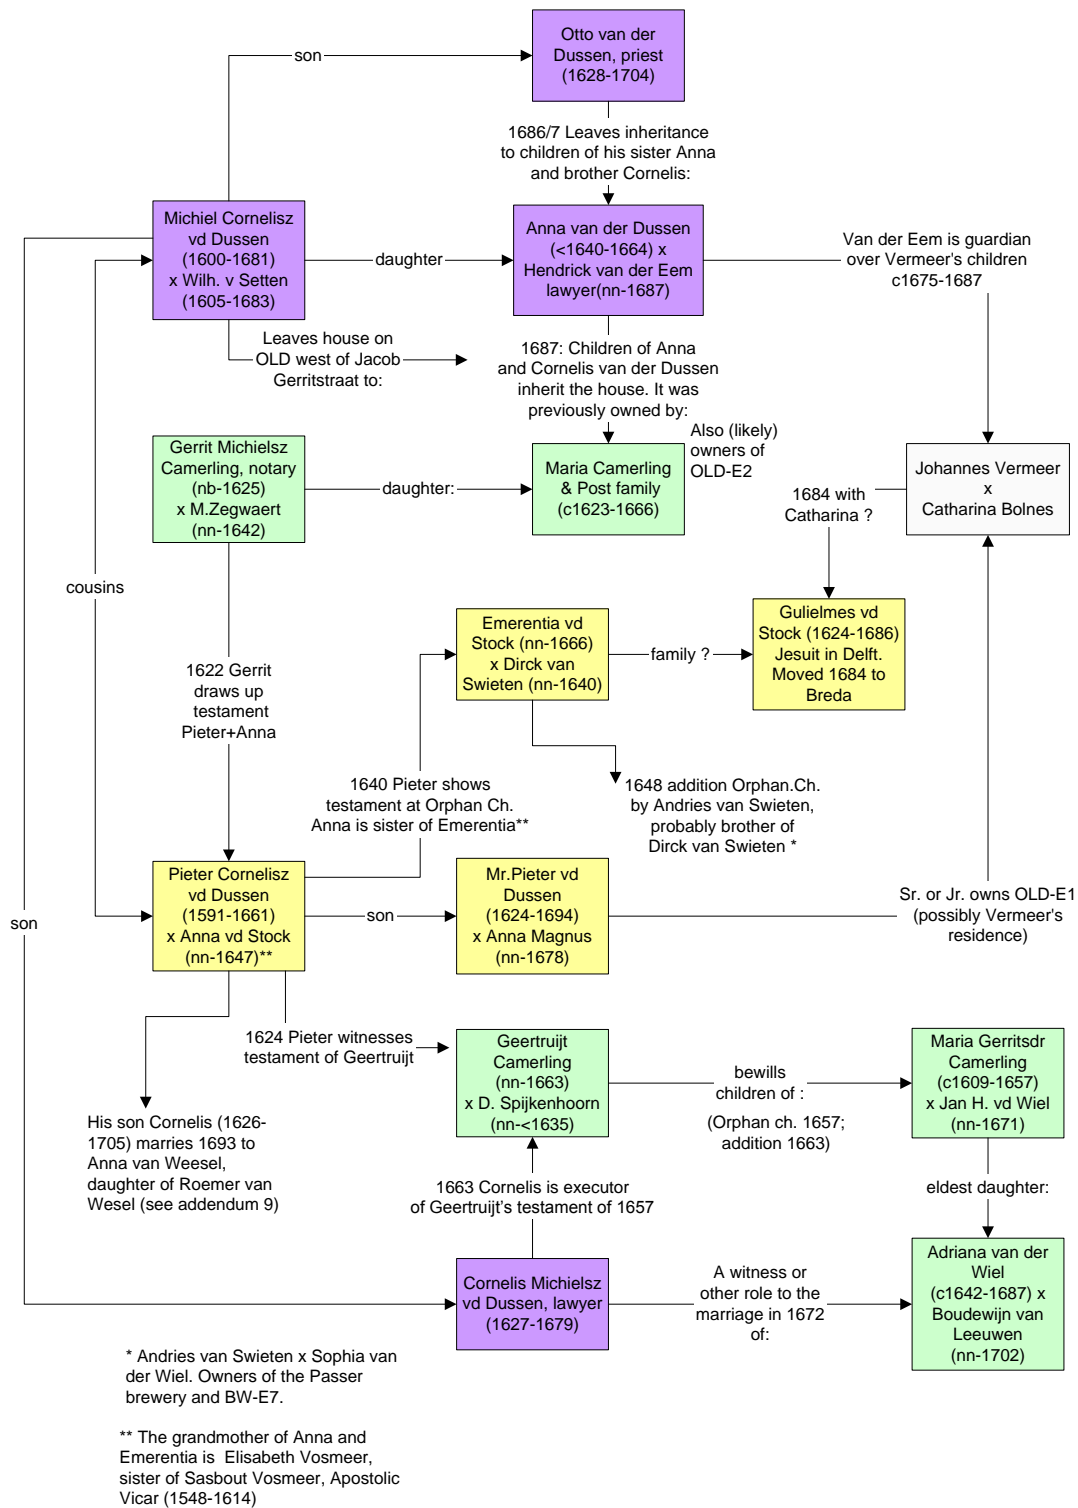 Otto van der
Dussen, priest
(1628-1704)
son
1686/7 Leaves inheritance
to children of his sister Anna
and brother Cornelis:
Michiel Cornelisz
vd Dussen
(1600-1681)
x Wilh. v Setten
(1605-1683)
daughter
Anna van der Dussen
(<1640-1664) x
Hendrick van der Eem
lawyer(nn-1687)
Van der Eem is guardian
over Vermeer's children
c1675-1687
Leaves house on
OLD west of Jacob
Gerritstraat to:
1687: Children of Anna
and Cornelis van der Dussen
inherit the house. It was
previously owned by:
Also (likely)
owners of
OLD-E2
Gerrit Michielsz
Camerling, notary
(nb-1625)
x M.Zegwaert
(nn-1642)
daughter:
Maria Camerling
& Post family
(c1623-1666)
Johannes Vermeer
x
Catharina Bolnes
1684 with
Catharina ?
cousins
1622 Gerrit
draws up
testament
Pieter+Anna
Emerentia vd
Stock (nn-1666)
x Dirck van
Swieten (nn-1640)
family ?
Gulielmes vd
Stock (1624-1686)
Jesuit in Delft.
Moved 1684 to
Breda
1640 Pieter shows
testament at Orphan Ch.
Anna is sister of Emerentia**
1648 addition Orphan.Ch.
by Andries van Swieten,
probably brother of
Dirck van Swieten *
Pieter Cornelisz
vd Dussen
(1591-1661)
x Anna vd Stock
(nn-1647)**
son
Mr.Pieter vd
Dussen
(1624-1694)
x Anna Magnus
(nn-1678)
Sr. or Jr. owns OLD-E1
(possibly Vermeer's
residence)
son
1624 Pieter witnesses
testament of Geertruijt
Geertruijt
Camerling
(nn-1663)
x D. Spijkenhoorn
(nn-<1635)
bewills
children of :
(Orphan ch. 1657;
addition 1663)
Maria Gerritsdr
Camerling
(c1609-1657)
x Jan H. vd Wiel
(nn-1671)
His son Cornelis (1626-
1705) marries 1693 to
Anna van Weesel,
daughter of Roemer van
Wesel (see addendum 9)
1663 Cornelis is executor
of Geertruijt's testament of 1657
eldest daughter:
Cornelis Michielsz
vd Dussen, lawyer
(1627-1679)
A witness or
other role to the
marriage in 1672
of:
Adriana van der
Wiel
(c1642-1687) x
Boudewijn van
Leeuwen
(nn-1702)
* Andries van Swieten x Sophia van
der Wiel. Owners of the Passer
brewery and BW-E7.
** The grandmother of Anna and
Emerentia is Elisabeth Vosmeer,
sister of Sasbout Vosmeer, Apostolic
Vicar (1548-1614)